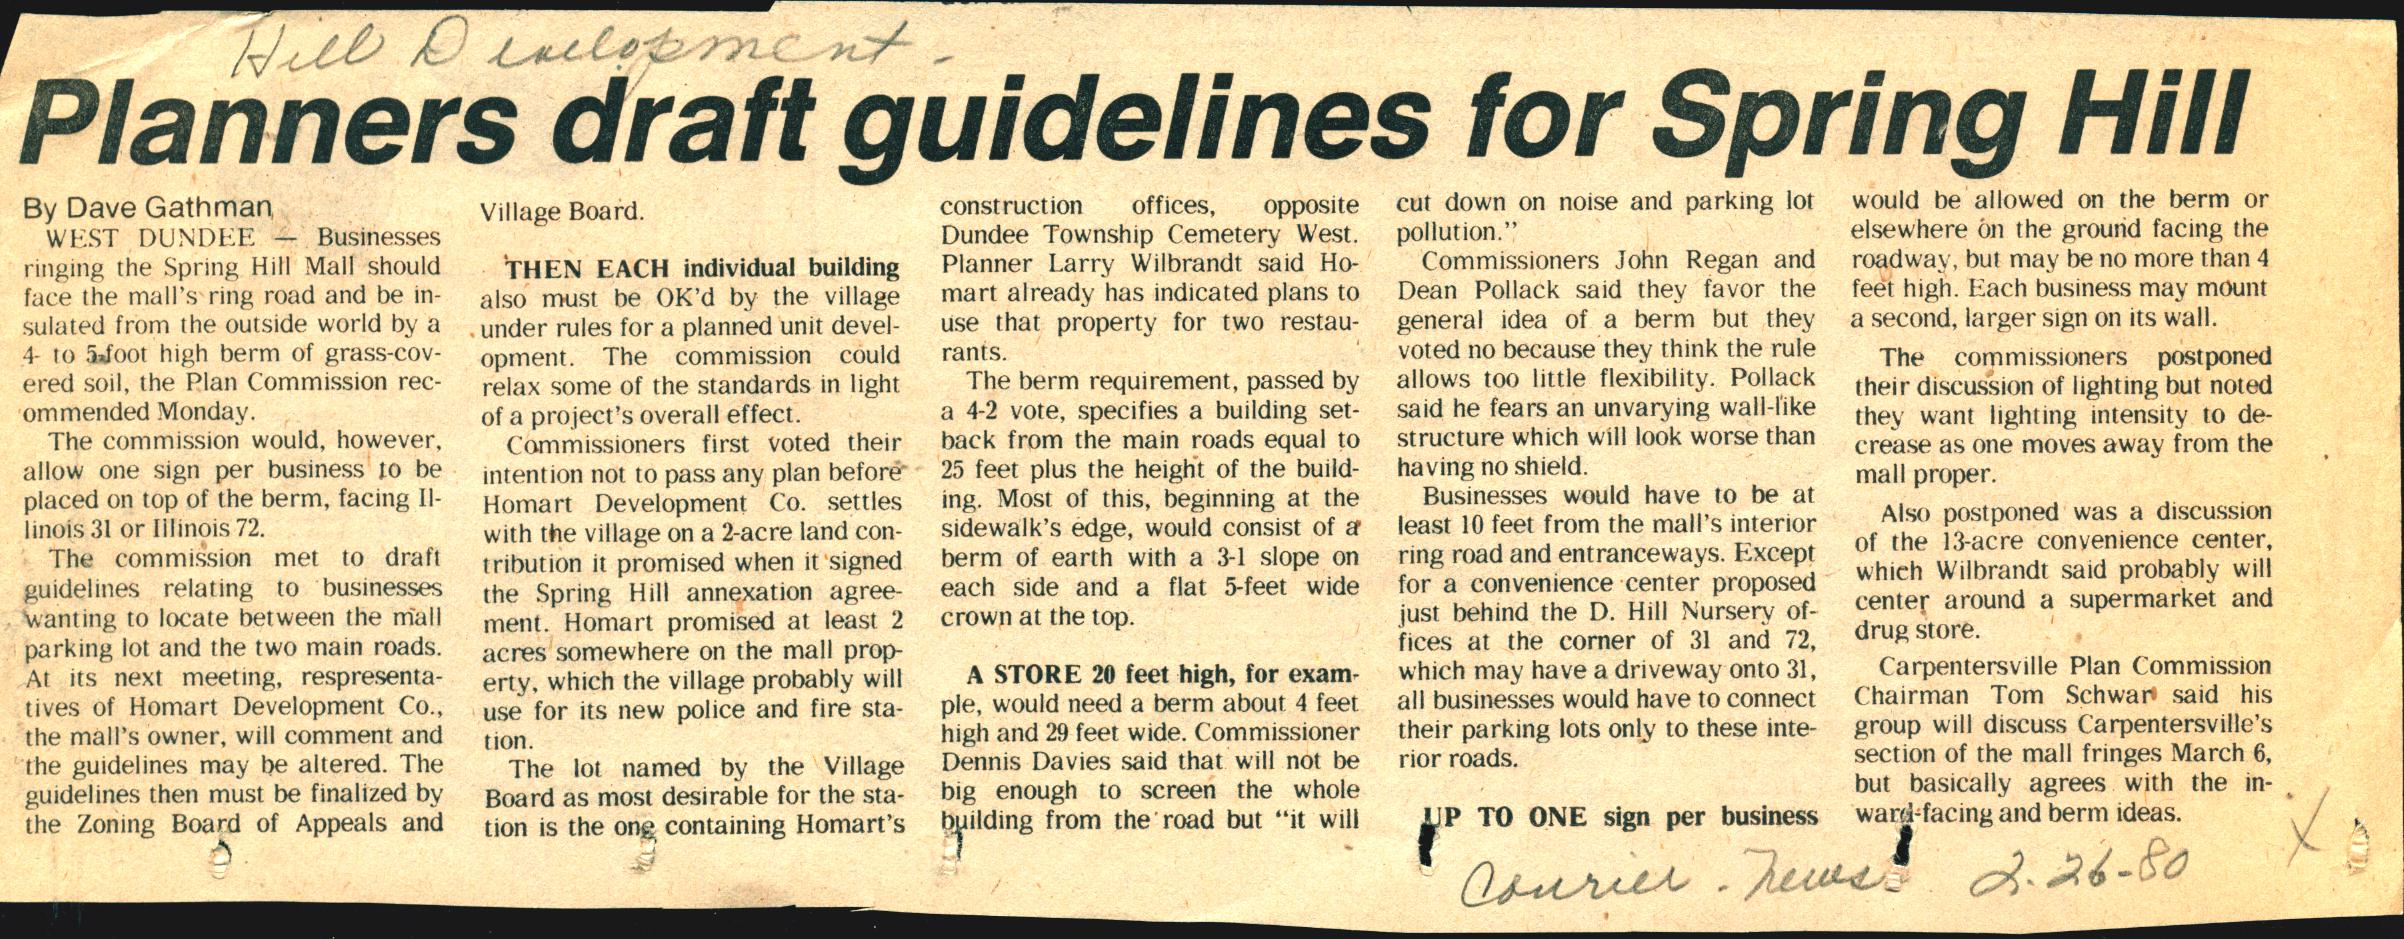 Hill Development -
Planners draft guidelines for Spring Hill
By Dave Gathman
WEST DUNDEE — Businesses
ringing the Spring Hill Mall should
face the mall's ring road and be in-
sulated from the outside world by a
4- to 5-foot high berm of grass-cov-
ered soil, the Plan Commission rec-
ommended Monday.
The commission would, however,
allow one sign per business to be
placed on top of the berm, facing Il-
linois 31 or Illinois 72.
The commission met to draft
guidelines relating to businesses
wanting to locate between the mall
parking lot and the two main roads.
At its next meeting, respresenta-
tives of Homart Development Co.,
the mall's owner, will comment and
the guidelines may be altered. The
guidelines then must be finalized by
the Zoning Board of Appeals and
Village Board.
THEN EACH individual building
also must be OK'd by the village
under rules for a planned unit devel-
opment. The commission could
relax some of the standards in light
of a project's overall effect.
Commissioners first voted their
intention not to pass any plan before
Homart Development Co. settles
with the village on a 2-acre land con-
tribution it promised when it signed
the Spring Hill annexation agree-
ment. Homart promised at least 2
acres somewhere on the mall prop-
erty, which the village probably will
use for its new police and fire sta-
tion.
The lot named by the Village
Board as most desirable for the sta-
tion is the one containing Homart's
construction offices, opposite
Dundee Township Cemetery West.
Planner Larry Wilbrandt said Ho-
mart already has indicated plans to
use that property for two restau-
rants.
The berm requirement, passed by
a 4-2 vote, specifies a building set-
back from the main roads equal to
25 feet plus the height of the build-
ing. Most of this, beginning at the
sidewalk's edge, would consist of a
berm of earth with a 3-1 slope on
each side and a flat 5-feet wide
crown at the top.
A STORE 20 feet high, for exam-
ple, would need a berm about 4 feet
high and 29 feet wide. Commissioner
Dennis Davies said that will not be
big enough to screen the whole
building from the road but "it will
cut down on noise and parking lot
pollution."
Commissioners John Regan and
Dean Pollack said they favor the
general idea of a berm but they
voted no because they think the rule
allows too little flexibility. Pollack
said he fears an unvarying wall-like
structure which will look worse than
having no shield.
Businesses would have to be at
least 10 feet from the mall's interior
ring road and entranceways. Except
for a convenience center proposed
just behind the D. Hill Nursery of-
fices at the corner of 31 and 72,
which may have a driveway onto 31,
all businesses would have to connect
their parking lots only to these inte-
rior roads.
UP TO ONE sign per business
would be allowed on the berm or
elsewhere on the ground facing the
roadway, but may be no more than 4
feet high. Each business may mount
a second, larger sign on its wall.
The commissioners postponed
their discussion of lighting but noted
they want lighting intensity to de-
crease as one moves away from the
mall proper.
Also postponed was a discussion
of the 13-acre convenience center,
which Wilbrandt said probably will
center around a supermarket and
drug store.
Carpentersville Plan Commission
Chairman Tom Schwar said his
group will discuss Carpentersville's
section of the mall fringes March 6,
but basically agrees with the in-
ward-facing and berm ideas.
X
Courier - News 2-26-80